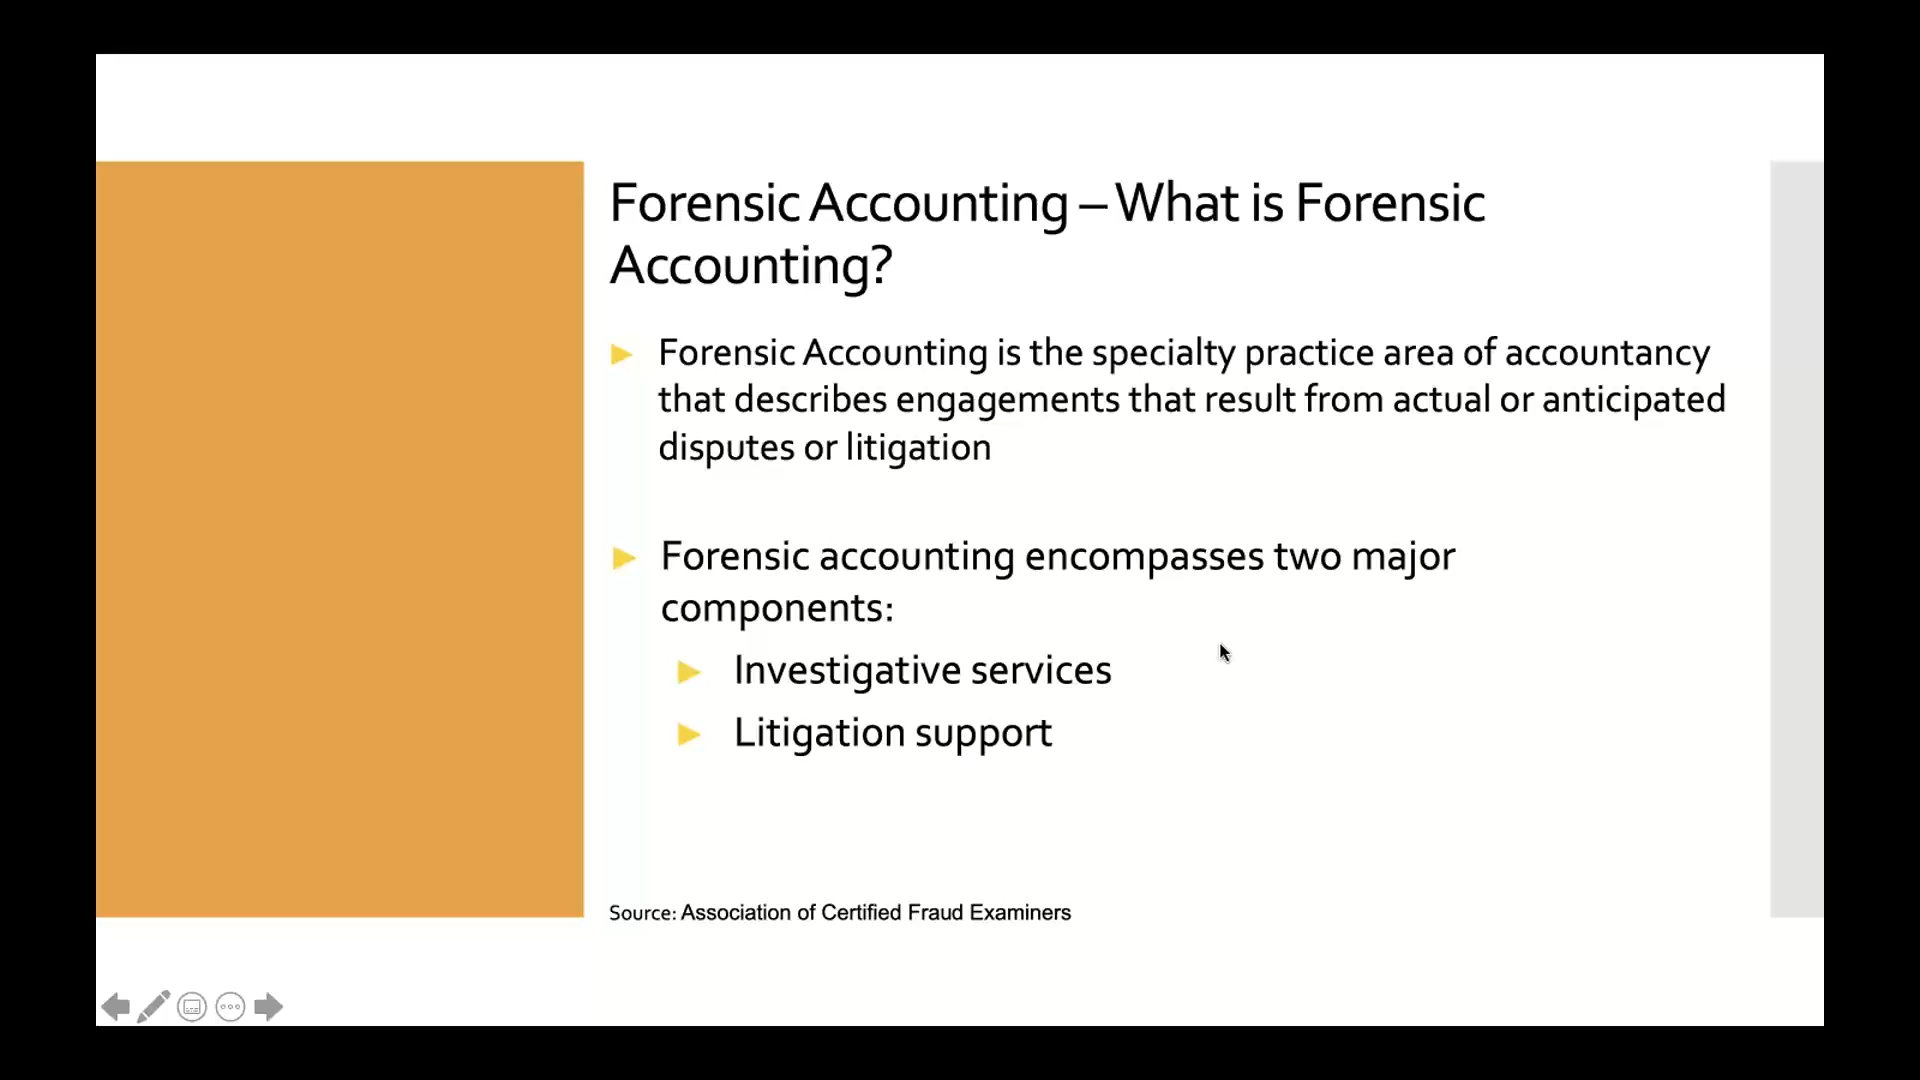 Forensic Accounting – What is Forensic
Accounting?
Forensic Accounting is the specialty practice area of accountancy
that describes engagements that result from actual or anticipated
disputes or litigation
Forensic accounting encompasses two major
components:
Investigative services
Litigation support
Source: Association of Certified Fraud Examiners